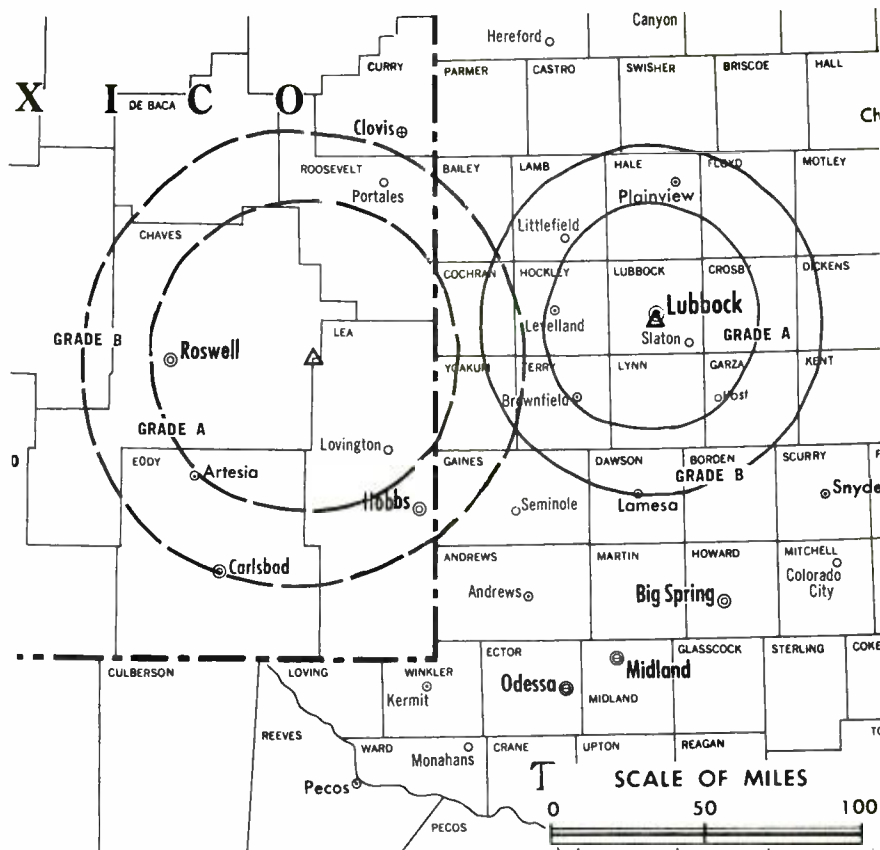 Canyon
Hereford
CURRY
PARMER
CASTRO
SWISHER
BRISCOE
HALL
X I C O
DE BACA
Ch
Clovis
ROOSEVELT
BAILEY
LAMB
HALE
FLOYD
MOTLEY
Portales
Plainview
CHAVES
Littlefield
COCHRAN
HOCKLEY
LUBBOCK
CROSBY
DICKENS
Lubbock
Levelland
LEA
GRADE B
Roswell
Slaton
GRADE A
YOAKUM
TERRY
LYNN
GARZA
KENT
Brownfield
Post
GRADE A
Lovington
O
EDDY
Artesia
GAINES
DAWSON
BORDEN
SCURRY
GRADE B
Hobbs
Seminole
Lamesa
Snyde
Carlsbad
ANDREWS
MARTIN
HOWARD
MITCHELL
Andrews
Colorado
City
Big Spring
ECTOR
GLASSCOCK
STERLING
COKE
CULBERSON
LOVING
WINKLER
Midland
Kermit
Odessa
MIDLAND
REEVES
WARD
CRANE
UPTON
REAGAN
TO
Monahans
Pecos
T
SCALE OF MILES
0 50 100
PECOS